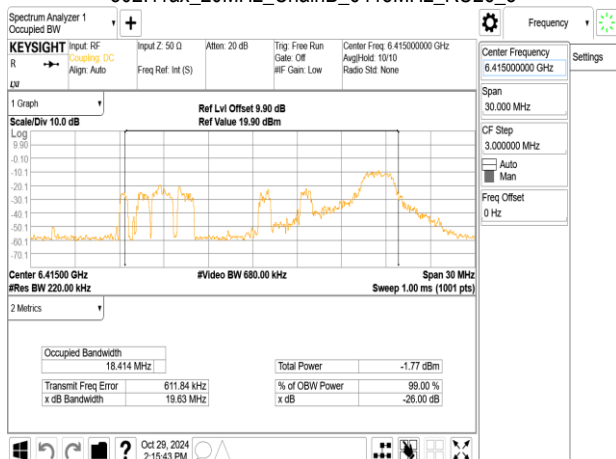 Spectrum Analyzer 1
Occupied BW
Frequency
KEYSIGHT
R
Input: RF
Coupling: DC
Align: Auto
Input Z: 50 Ω
Freq Ref: Int (S)
Atten: 20 dB
Trig: Free Run
Gate: Off
#IF Gain: Low
Center Freq: 6.415000000 GHz
Avg|Hold: 10/10
Radio Std: None
Center Frequency
6.415000000 GHz
Settings
Span
30.000 MHz
CF Step
3.000000 MHz
Auto
Man
Freq Offset
0 Hz
1 Graph
Scale/Div 10.0 dB
Ref Lvl Offset 9.90 dB
Ref Value 19.90 dBm
Log
9.90
-0.10
-10.1
-20.1
-30.1
-40.1
-50.1
-60.1
-70.1
Center 6.41500 GHz
#Video BW 680.00 kHz
Span 30 MHz
#Res BW 220.00 kHz
Sweep 1.00 ms (1001 pts)
2 Metrics
Occupied Bandwidth
18.414 MHz
Total Power -1.77 dBm
Transmit Freq Error 611.84 kHz
% of OBW Power 99.00 %
x dB Bandwidth 19.63 MHz
x dB -26.00 dB
?
Oct 29, 2024
2:15:43 PM